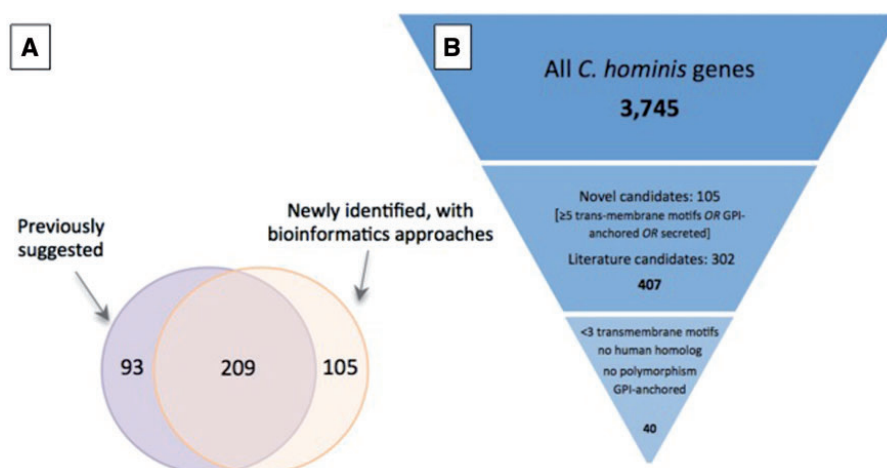 A
Previously
suggested
Newly identified, with
bioinformatics approaches
93
209
105
B
All C. hominis genes
3,745
Novel candidates: 105
[≥5 trans-membrane motifs OR GPI-
anchored OR secreted]
Literature candidates: 302
407
<3 transmembrane motifs
no human homolog
no polymorphism
GPI-anchored
40